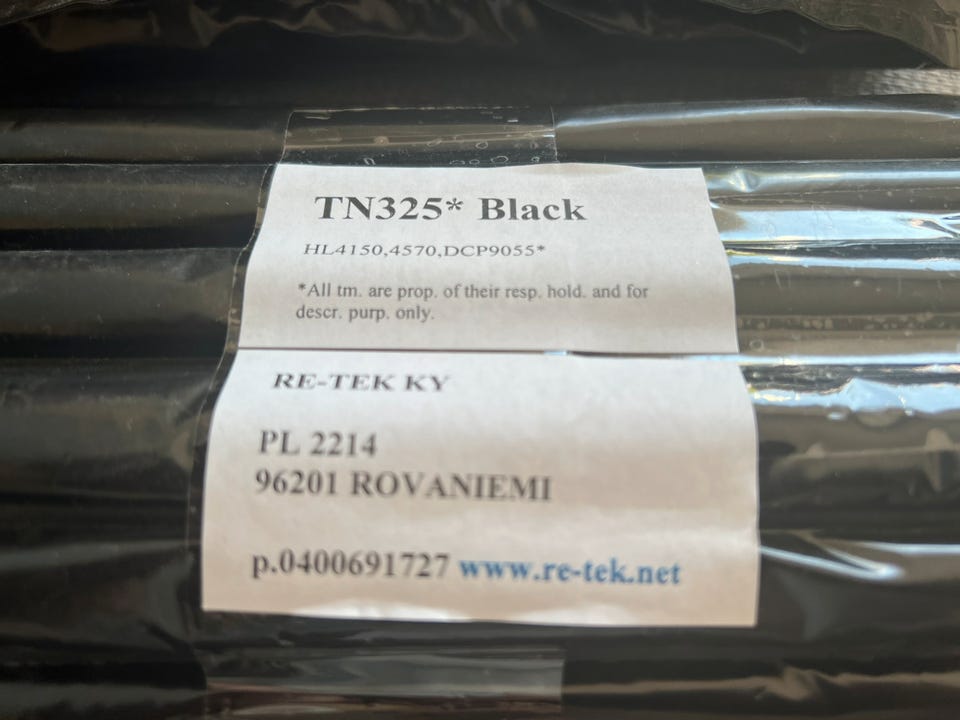 TN325* Black
HL4150,4570,DCP9055*
*All tm. are prop. of their resp. hold. and for
descr. purp. only.
RE-TEK KY
PL 2214
96201 ROVANIEMI
p.0400691727 www.re-tek.net